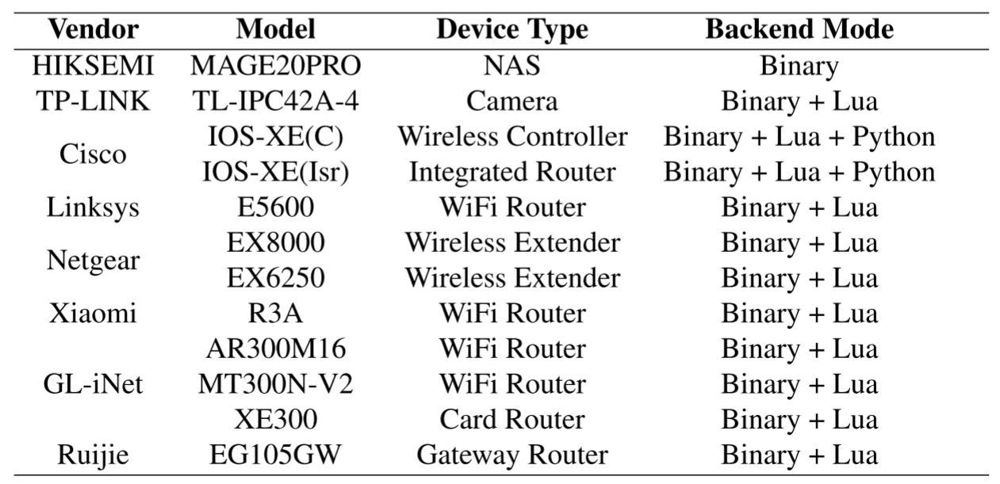 Vendor Model Device Type Backend Mode
HIKSEMI MAGE20PRO NAS Binary
TP-LINK TL-IPC42A-4 Camera Binary + Lua
Cisco IOS-XE(C) Wireless Controller Binary + Lua + Python
IOS-XE(Isr) Integrated Router Binary + Lua + Python
Linksys E5600 WiFi Router Binary + Lua
Netgear EX8000 Wireless Extender Binary + Lua
EX6250 Wireless Extender Binary + Lua
Xiaomi R3A WiFi Router Binary + Lua
AR300M16 WiFi Router Binary + Lua
GL-iNet MT300N-V2 WiFi Router Binary + Lua
XE300 Card Router Binary + Lua
Ruijie EG105GW Gateway Router Binary + Lua